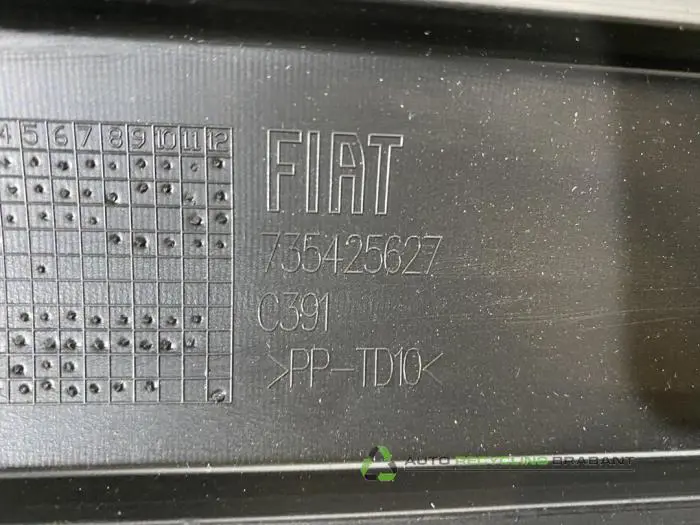 4 5 6 7 8 9 10 11 12
FIAT
735425627
C391
>PP-TD10<
AUTO RECYCLING BRABANT